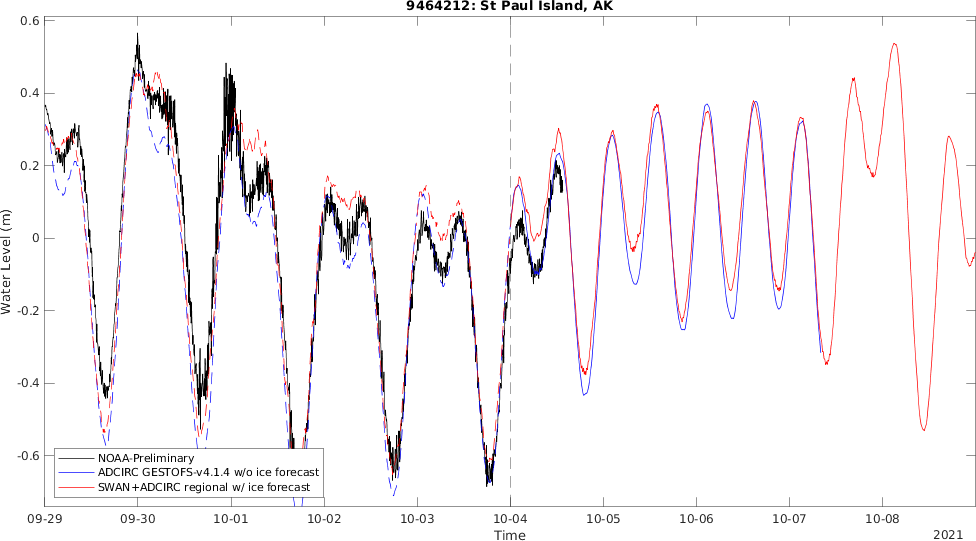 9464212: St Paul Island, AK
0.6
0.4
0.2
0
-0.2
-0.4
-0.6
Water Level (m)
NOAA-Preliminary
ADCIRC GESTOFS-v4.1.4 w/o ice forecast
SWAN+ADCIRC regional w/ ice forecast
09-29 09-30 10-01 10-02 10-03 10-04 10-05 10-06 10-07 10-08
Time
2021